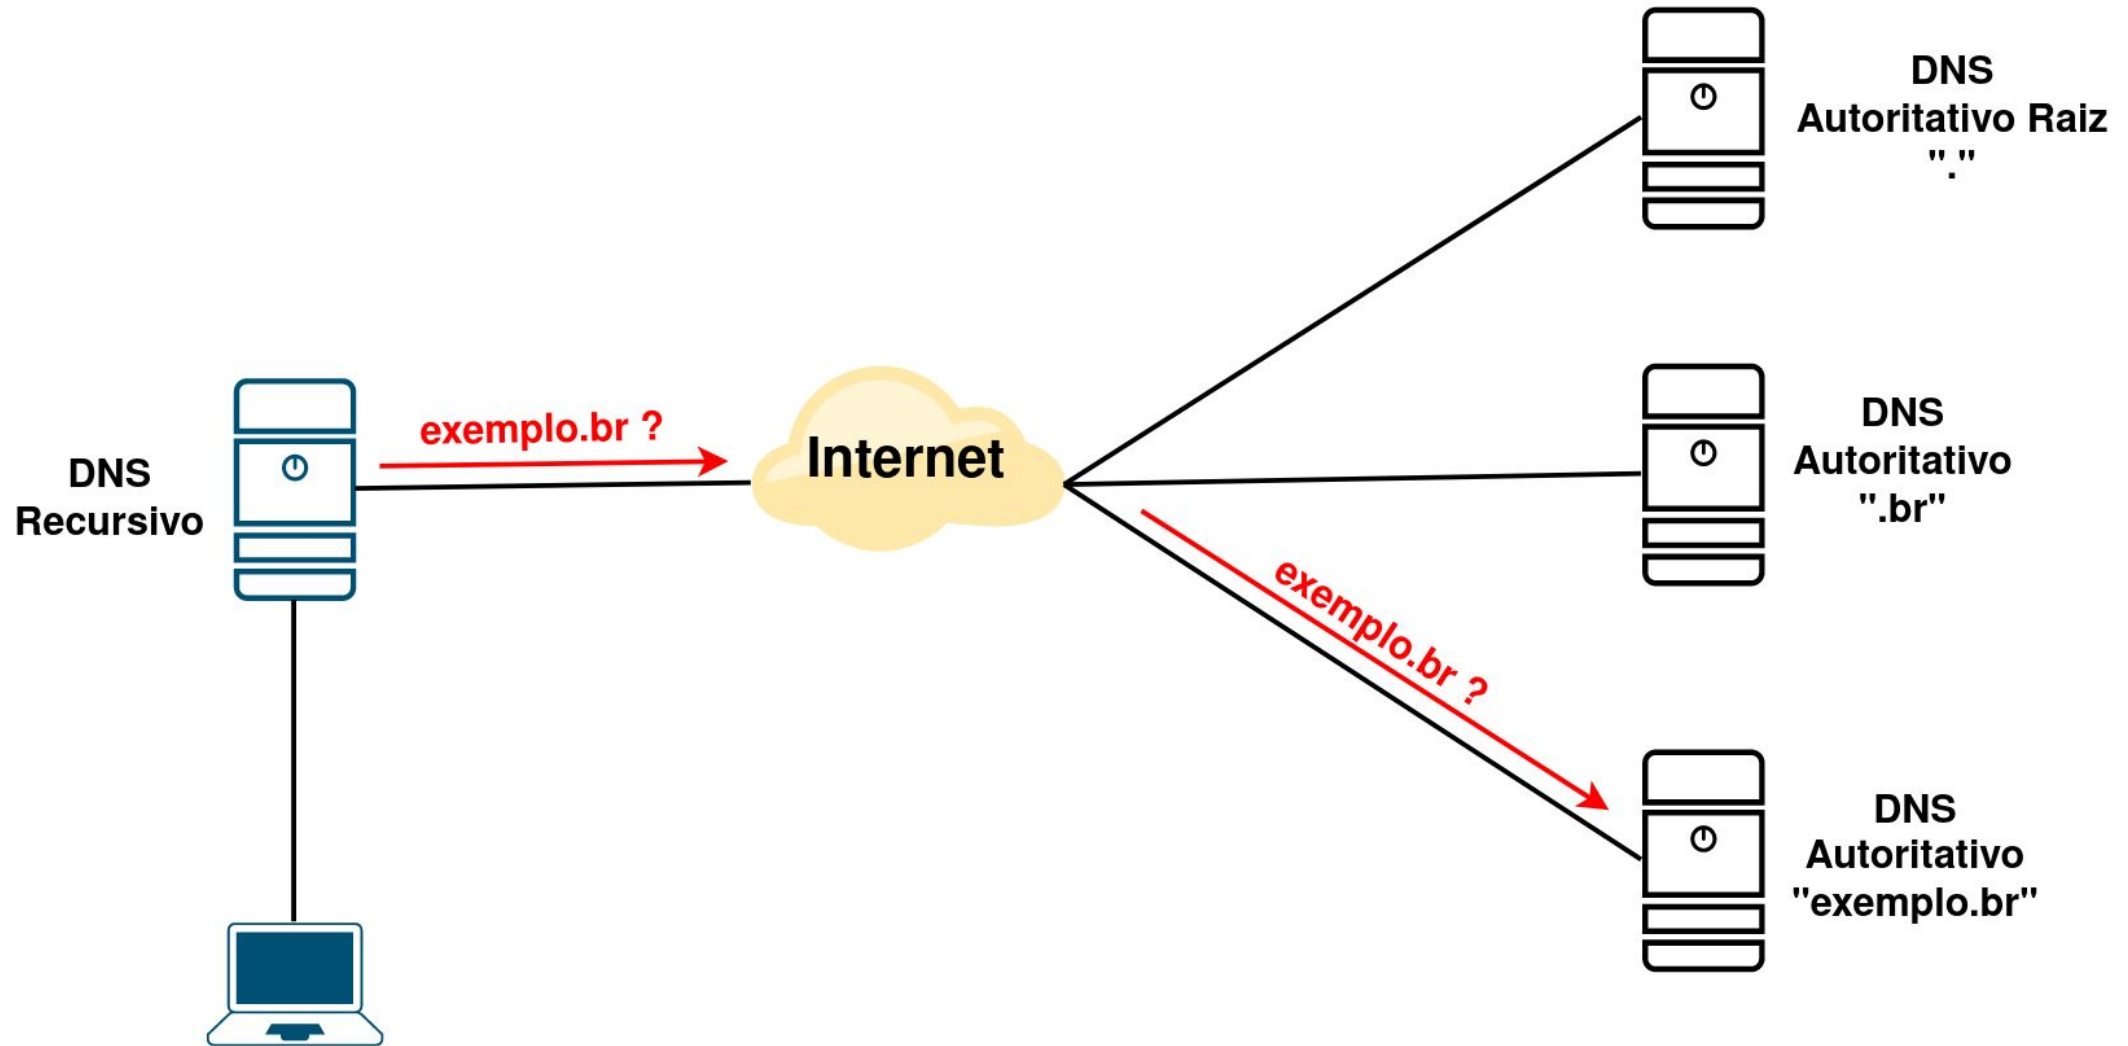 DNS
Autoritativo Raiz
"."
DNS
Autoritativo
".br"
exemplo.br ?
Internet
DNS
Recursivo
exemplo.br ?
DNS
Autoritativo
"exemplo.br"